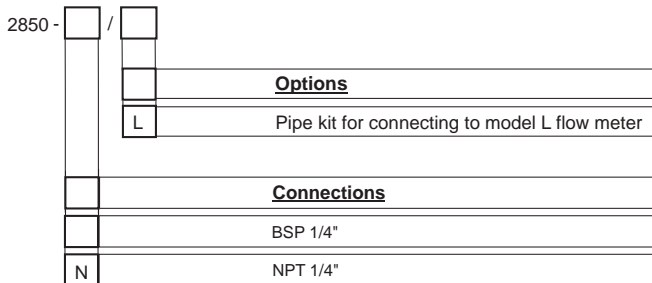 2850 - /
Options
L Pipe kit for connecting to model L flow meter
Connections
BSP 1/4"
N NPT 1/4"